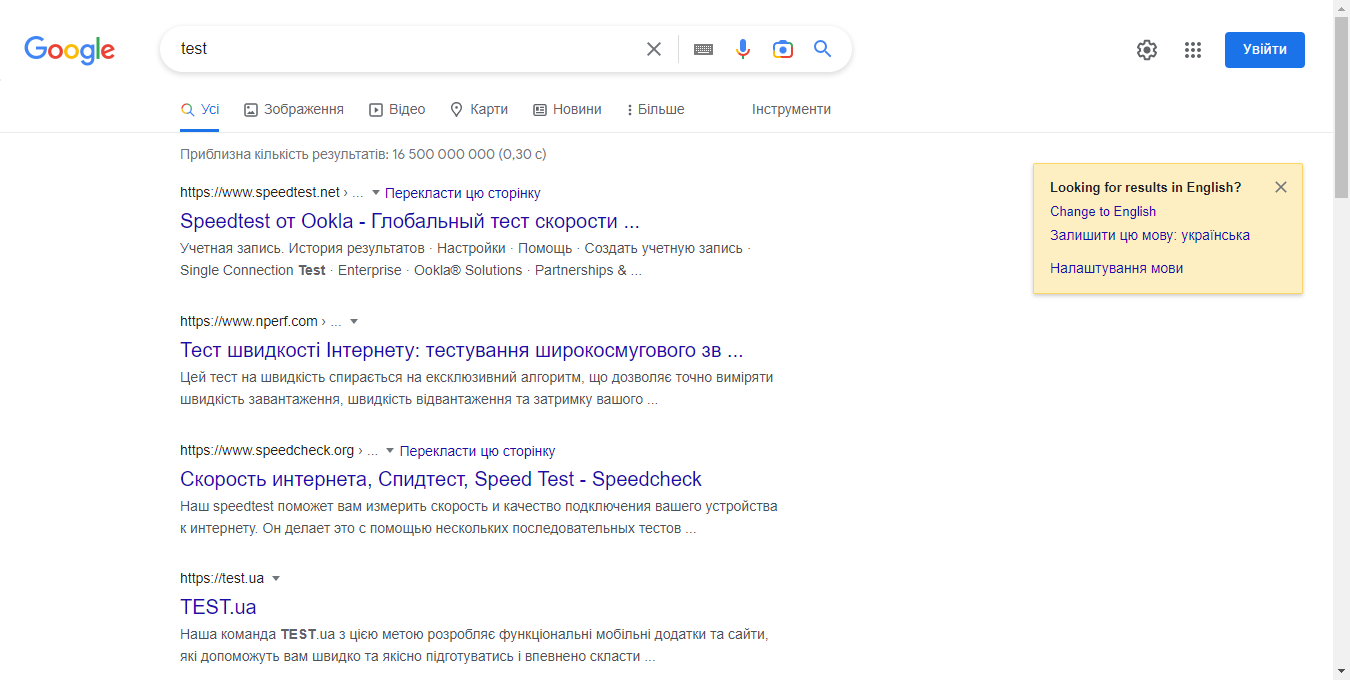 Google
test
Увійти
Усі
Зображення
Відео
Карти
Новини
Більше
Інструменти
Приблизна кількість результатів: 16 500 000 000 (0,30 с)
https://www.speedtest.net › ... Перекласти цю сторінку
Speedtest от Ookla - Глобальный тест скорости ...
Учетная запись. История результатов · Настройки · Помощь · Создать учетную запись ·
Single Connection Test · Enterprise · Ookla® Solutions · Partnerships & ...
https://www.nperf.com › ...
Тест швидкості Інтернету: тестування широкосмугового зв ...
Цей тест на швидкість спирається на ексклюзивний алгоритм, що дозволяє точно виміряти
швидкість завантаження, швидкість відвантаження та затримку вашого ...
https://www.speedcheck.org › ... Перекласти цю сторінку
Скорость интернета, Спидтест, Speed Test - Speedcheck
Наш speedtest поможет вам измерить скорость и качество подключения вашего устройства
к интернету. Он делает это с помощью нескольких последовательных тестов ...
https://test.ua
TEST.ua
Наша команда TEST.ua з цією метою розробляє функціональні мобільні додатки та сайти,
які допоможуть вам швидко та якісно підготуватись і впевнено скласти ...
Looking for results in English?
Change to English
Залишити цю мову: українська
Налаштування мови